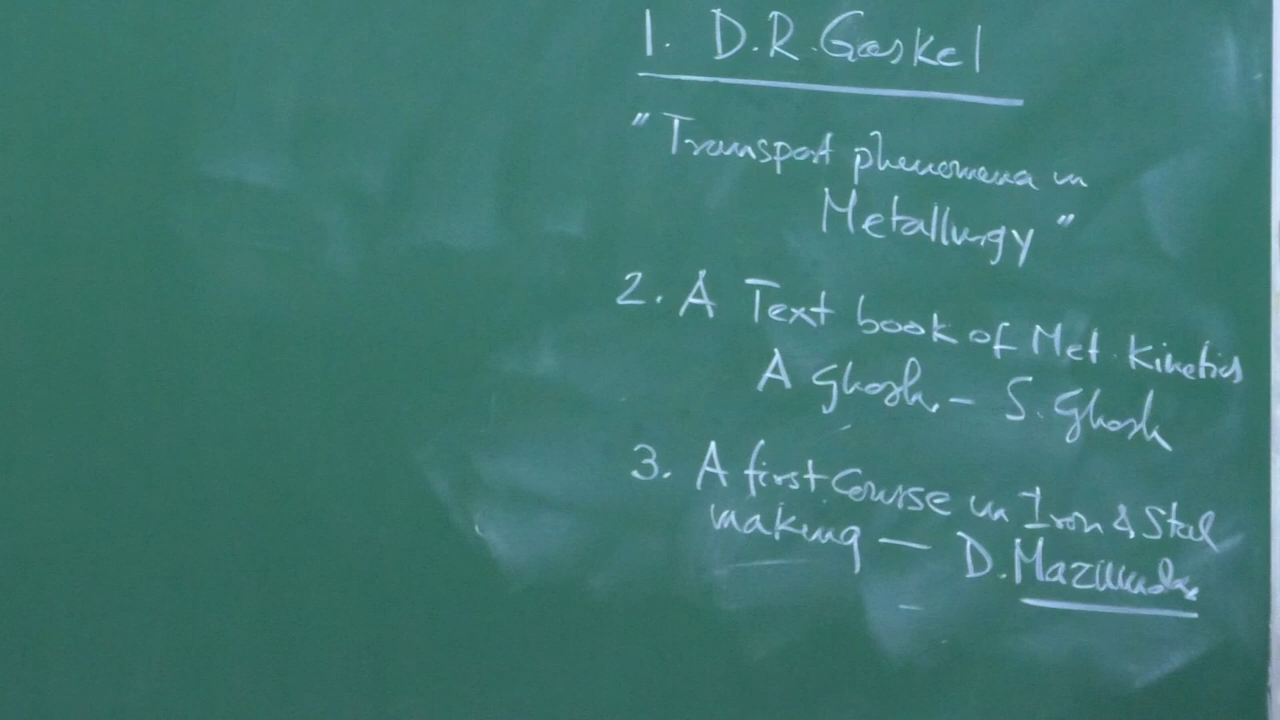 1. D.R. Gaskel
"Transport phenomena in
Metallurgy"
2. A Text book of Met. Kinetics
A Ghosh - S. Ghosh
3. A first Course in Iron & Steel
making - D. Mazumdar